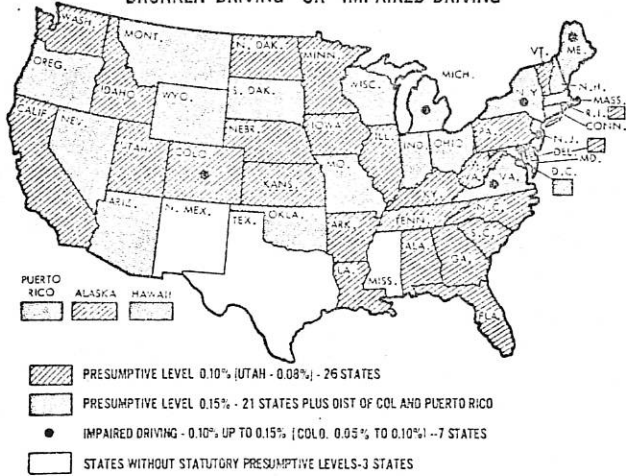 DRUNKEN DRIVING OR IMPAIRED DRIVING
WASH.
MONT.
N. DAK.
MINN.
VT.
ME.
OREG.
IDAHO
WYO.
S. DAK.
WISC.
MICH.
N.Y
N.H.
MASS.
R.I.
CONN.
CALIF
NEV.
UTAH
COLO.
NEBR.
IOWA
ILL.
IND.
OHIO
PA.
N.J.
DEL.
MD.
D.C.
KANS.
MO.
KY.
W.VA.
VA.
ARIZ.
N. MEX.
TEX.
OKLA.
ARK.
TENN.
N.C.
S.C.
LA.
MISS.
ALA.
GA.
FLA.
PUERTO
RICO
ALASKA
HAWAII
PRESUMPTIVE LEVEL 0.10% (UTAH - 0.08%) - 26 STATES
PRESUMPTIVE LEVEL 0.15% - 21 STATES PLUS DIST OF COL AND PUERTO RICO
IMPAIRED DRIVING - 0.10% UP TO 0.15% (COLO. 0.05% TO 0.10%) -- 7 STATES
STATES WITHOUT STATUTORY PRESUMPTIVE LEVELS-3 STATES